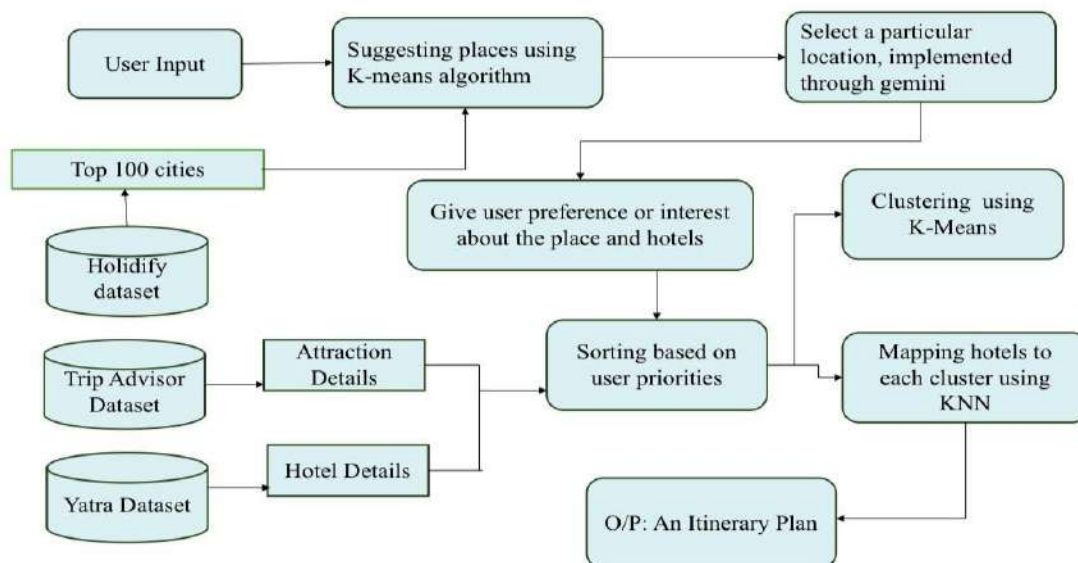 User Input
Suggesting places using
K-means algorithm
Select a particular
location, implemented
through gemini
Top 100 cities
Holidify
dataset
Give user preference or interest
about the place and hotels
Clustering using
K-Means
Trip Advisor
Dataset
Attraction
Details
Sorting based on
user priorities
Mapping hotels to
each cluster using
KNN
Yatra Dataset
Hotel Details
O/P: An Itinerary Plan